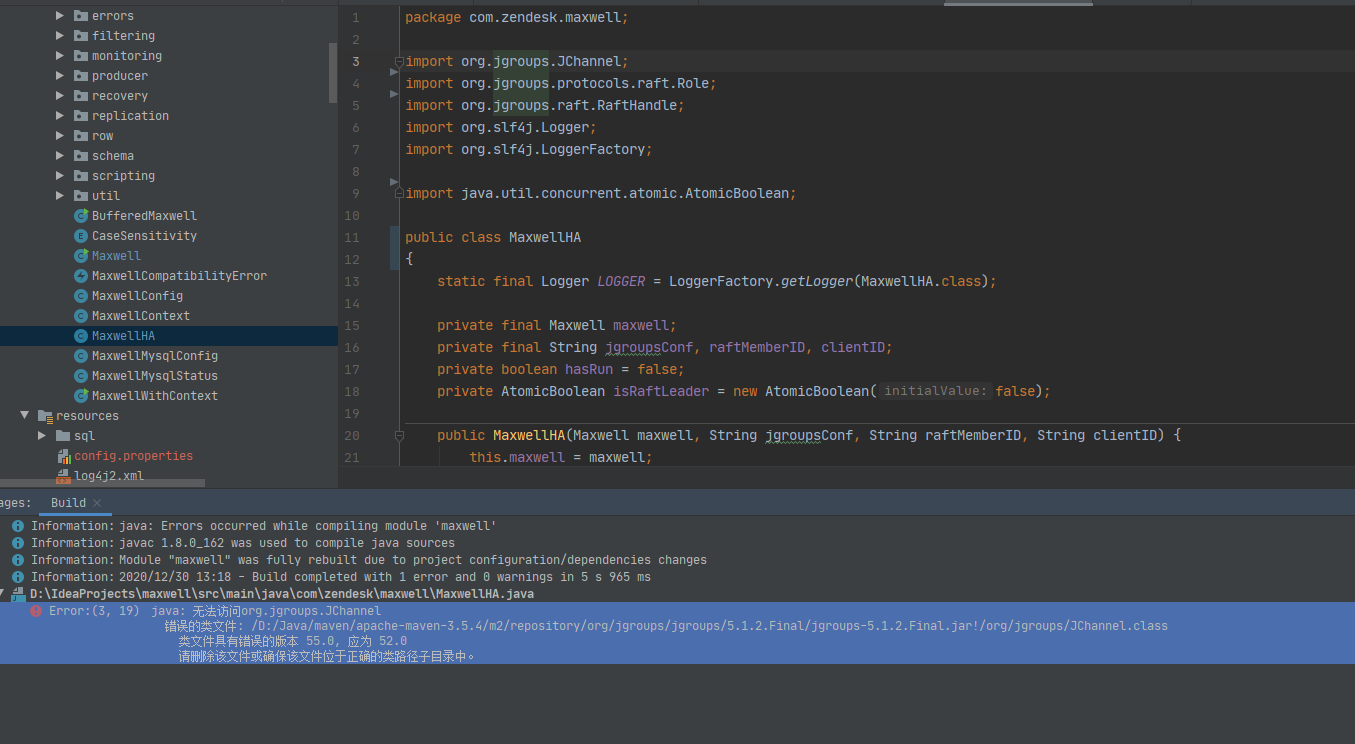 errors
filtering
monitoring
producer
recovery
replication
row
schema
scripting
util
BufferedMaxwell
CaseSensitivity
Maxwell
MaxwellCompatibilityError
MaxwellConfig
MaxwellContext
MaxwellHA
MaxwellMysqlConfig
MaxwellMysqlStatus
MaxwellWithContext
resources
sql
config.properties
log4j2.xml
1 package com.zendesk.maxwell;
2
3 import org.jgroups.JChannel;
4 import org.jgroups.protocols.raft.Role;
5 import org.jgroups.raft.RaftHandle;
6 import org.slf4j.Logger;
7 import org.slf4j.LoggerFactory;
8
9 import java.util.concurrent.atomic.AtomicBoolean;
10
11 public class MaxwellHA
12 {
13 static final Logger LOGGER = LoggerFactory.getLogger(MaxwellHA.class);
14
15 private final Maxwell maxwell;
16 private final String jgroupsConf, raftMemberID, clientID;
17 private boolean hasRun = false;
18 private AtomicBoolean isRaftLeader = new AtomicBoolean( initialValue: false);
19
20 public MaxwellHA(Maxwell maxwell, String jgroupsConf, String raftMemberID, String clientID) {
21 this.maxwell = maxwell;
ages: Build ×
Information: java: Errors occurred while compiling module 'maxwell'
Information: javac 1.8.0_162 was used to compile java sources
Information: Module "maxwell" was fully rebuilt due to project configuration/dependencies changes
Information: 2020/12/30 13:18 - Build completed with 1 error and 0 warnings in 5 s 965 ms
D:\IdeaProjects\maxwell\src\main\java\com\zendesk\maxwell\MaxwellHA.java
Error:(3, 19) java: 无法访问org.jgroups.JChannel
错误的类文件: /D:/Java/maven/apache-maven-3.5.4/m2/repository/org/jgroups/jgroups/5.1.2.Final/jgroups-5.1.2.Final.jar!/org/jgroups/JChannel.class
类文件具有错误的版本 55.0, 应为 52.0
请删除该文件或确保该文件位于正确的类路径子目录中。